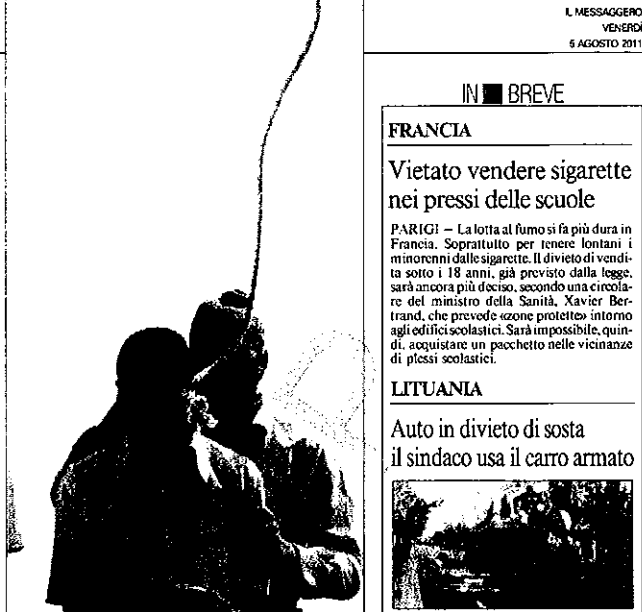 IL MESSAGGERO
VENERDÌ
5 AGOSTO 2011
IN BREVE
FRANCIA
Vietato vendere sigarette
nei pressi delle scuole
PARIGI – La lotta al fumo si fa più dura in
Francia. Soprattutto per tenere lontani i
minorenni dalle sigarette. Il divieto di vendi-
ta sotto i 18 anni, già previsto dalla legge,
sarà ancora più deciso, secondo una circola-
re del ministro della Sanità, Xavier Ber-
trand, che prevede «zone protette» intorno
agli edifici scolastici. Sarà impossibile, quin-
di, acquistare un pacchetto nelle vicinanze
di plessi scolastici.
LITUANIA
Auto in divieto di sosta
il sindaco usa il carro armato